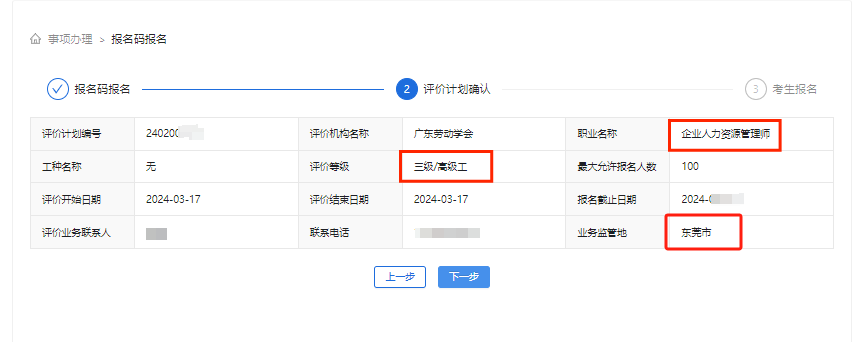 事项办理 > 报名码报名
报名码报名 2 评价计划确认 3 考生报名
评价计划编号 240200 评价机构名称 广东劳动学会 职业名称 企业人力资源管理师
工种名称 无 评价等级 三级/高级工 最大允许报名人数 100
评价开始日期 2024-03-17 评价结束日期 2024-03-17 报名截止日期 2024-
评价业务联系人 联系电话 业务监管地 东莞市
上一步 下一步